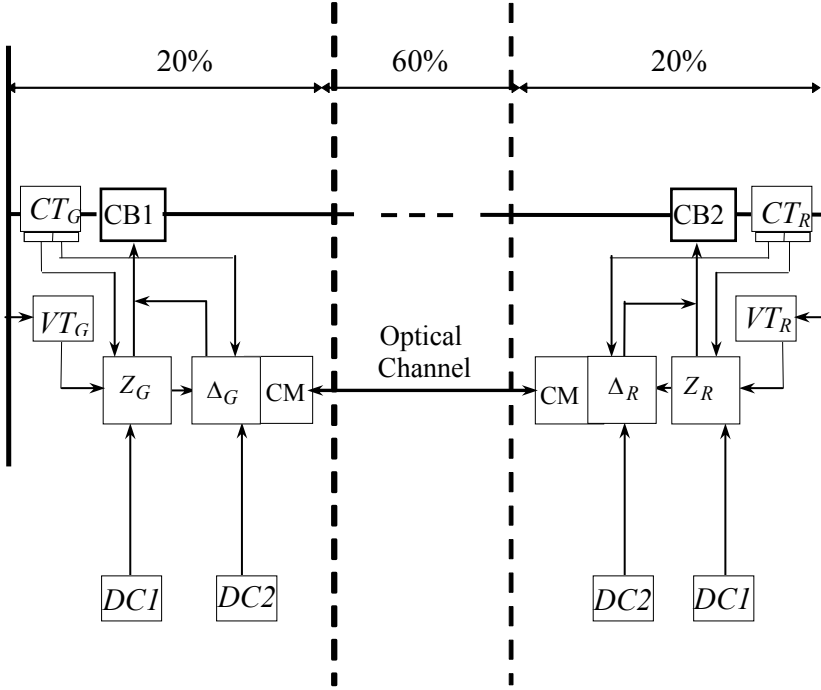 20% 60% 20%
CT_G CB1 CB2 CT_R
VT_G VT_R
Optical
Channel
Z_G Δ_G CM CM Δ_R Z_R
DC1 DC2 DC2 DC1